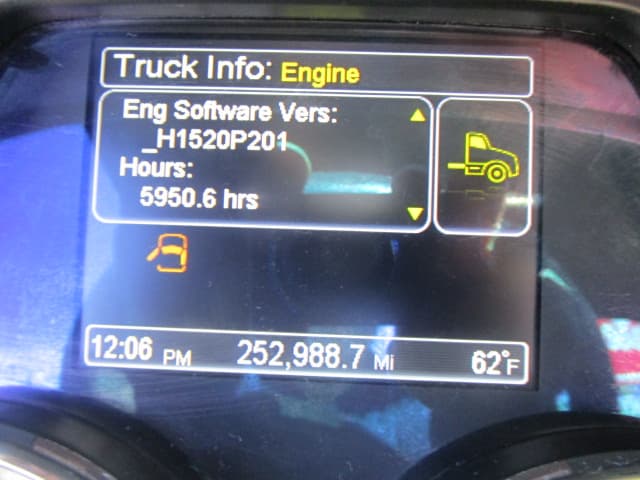 Truck Info: Engine
Eng Software Vers:
_H1520P201
Hours:
5950.6 hrs
12:06 PM 252,988.7 Mi 62°F